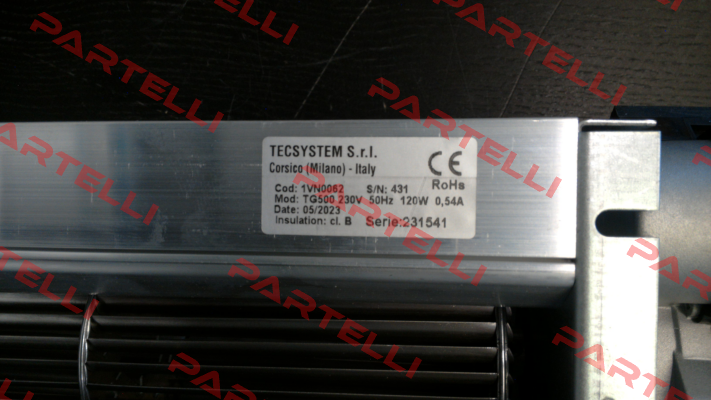 TECSYSTEM S.r.l.
Corsico (Milano) - Italy
CE
RoHs
Cod: 1VN0062 S/N: 431
Mod: TG500 230V 50Hz 120W 0,54A
Date: 05/2023
Insulation: cl. B Serie:231541
PARTELLI
PARTELLI
PARTELLI
PARTELLI
PARTELLI
PARTELLI
PARTELLI
PARTELLI